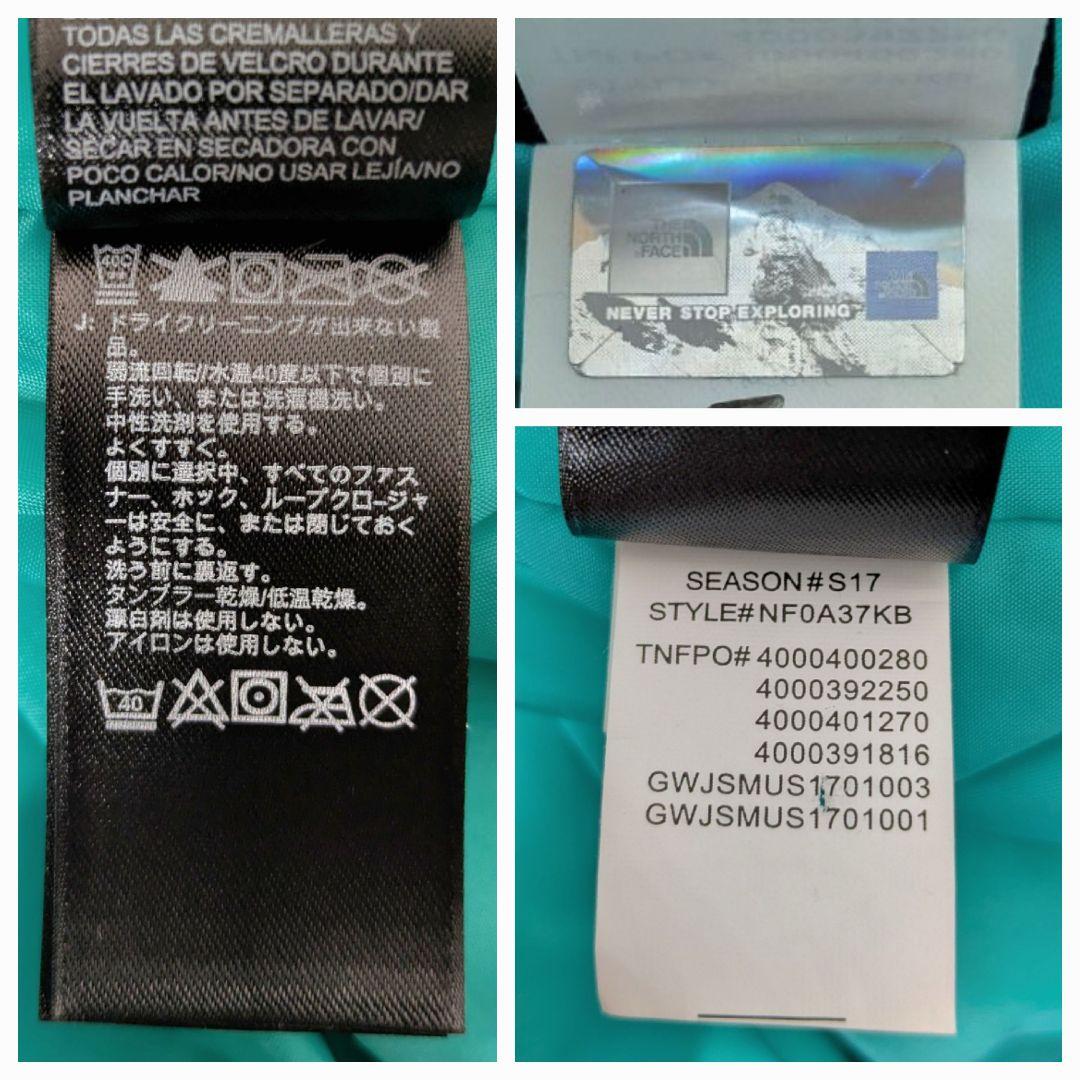 TODAS LAS CREMALLERAS Y
CIERRES DE VELCRO DURANTE
EL LAVADO POR SEPARADO/DAR
LA VUELTA ANTES DE LAVAR/
SECAR EN SECADORA CON
POCO CALOR/NO USAR LEJÍA/NO
PLANCHAR
40C
J: ドライクリーニングが出来ない製
品。
弱流回転//水温40度以下で個別に
手洗い、または洗濯機洗い。
中性洗剤を使用する。
よくすすぐ。
個別に選択中、すべてのファス
ナー、ホック、ループクロージャ
ーは安全に、または閉じておく
ようにする。
洗う前に裏返す。
タンブラー乾燥/低温乾燥。
漂白剤は使用しない。
アイロンは使用しない。
40
THE
NORTH
FACE
NEVER STOP EXPLORING
SEASON#S17
STYLE#NF0A37KB
TNFPO# 4000400280
4000392250
4000401270
4000391816
GWJSMUS1701003
GWJSMUS1701001